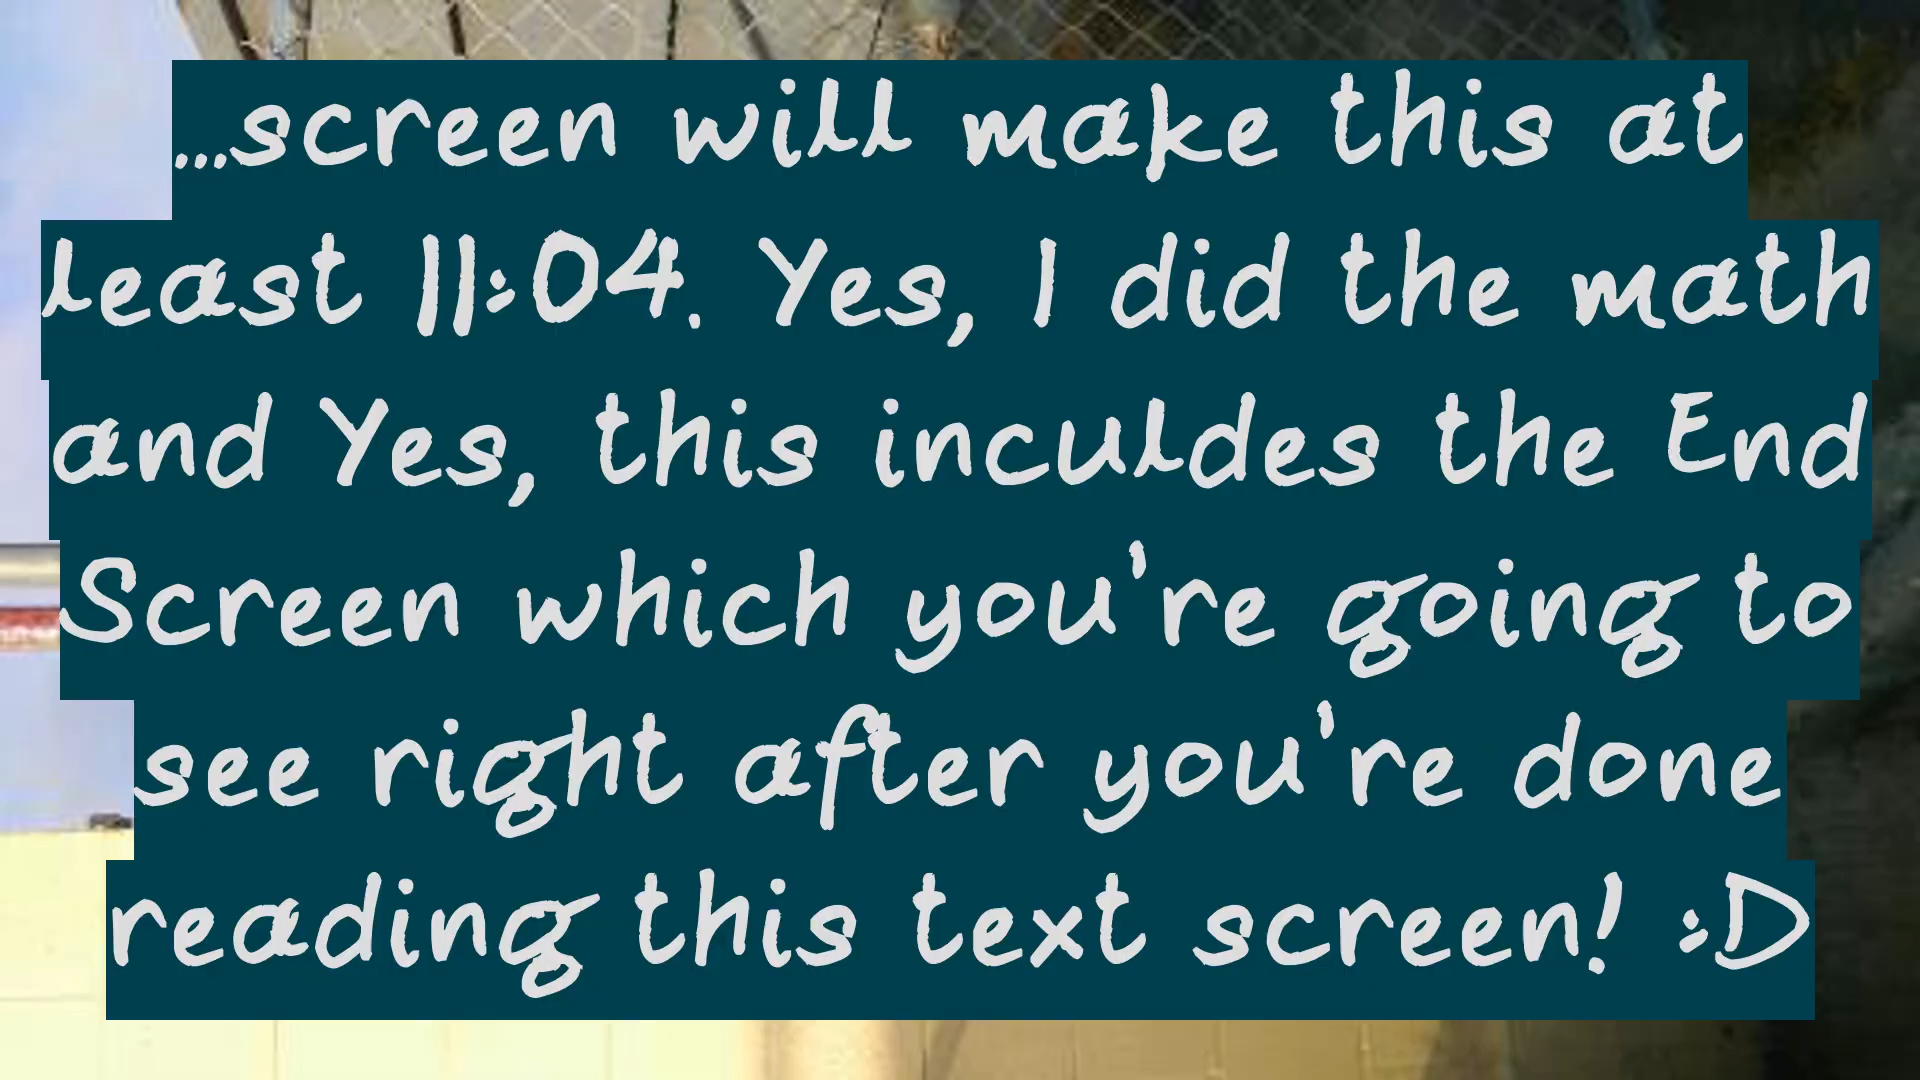 ...screen will make this at
least 11:04. Yes, I did the math
and Yes, this inculdes the End
Screen which you're going to
see right after you're done
reading this text screen! :D